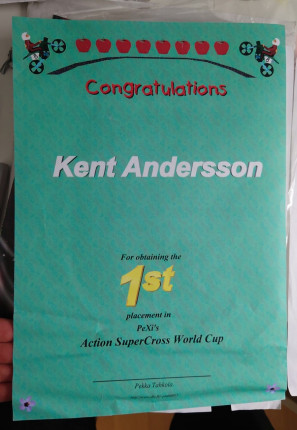 Congratulations
Kent Andersson
For obtaining the
1st
placement in
PeXi's
Action SuperCross World Cup
Pekka Tahkola